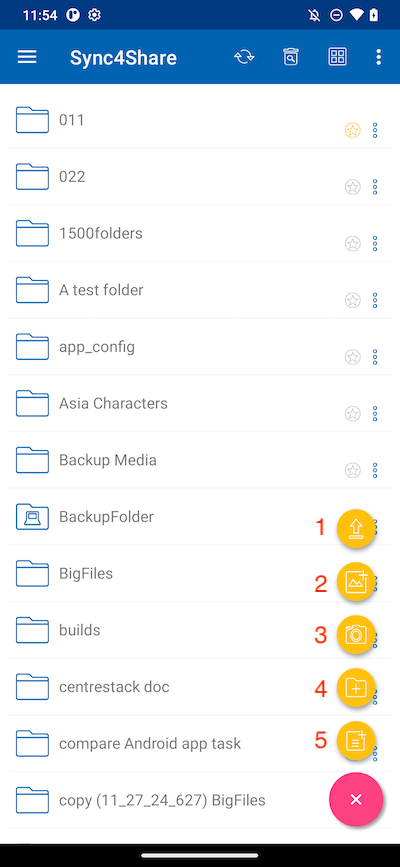 11:54
Sync4Share
011
022
1500folders
A test folder
app_config
Asia Characters
Backup Media
BackupFolder
1
BigFiles
2
builds
3
centrestack doc
4
compare Android app task
5
copy (11_27_24_627) BigFiles